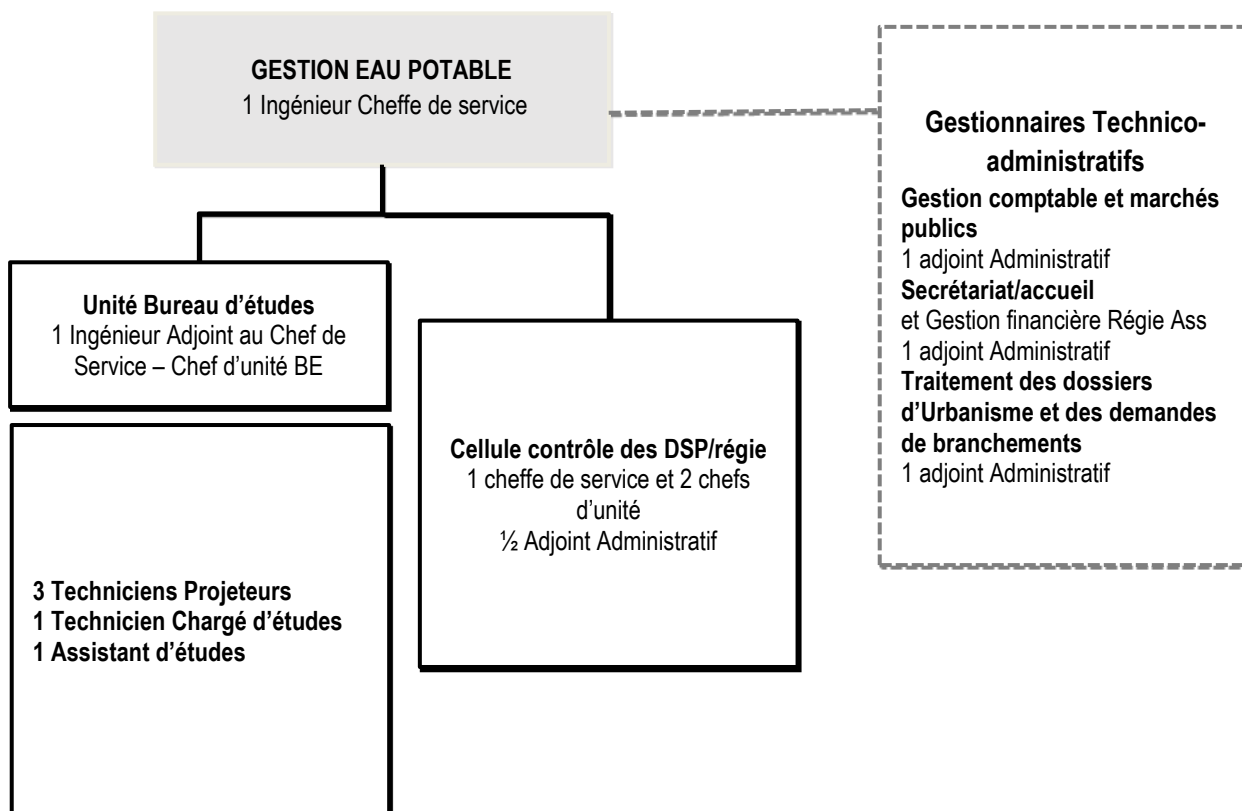 GESTION EAU POTABLE
1 Ingénieur Cheffe de service
Unité Bureau d'études
1 Ingénieur Adjoint au Chef de
Service – Chef d'unité BE
3 Techniciens Projeteurs
1 Technicien Chargé d'études
1 Assistant d'études
Cellule contrôle des DSP/régie
1 cheffe de service et 2 chefs
d'unité
½ Adjoint Administratif
Gestionnaires Technico-
administratifs
Gestion comptable et marchés
publics
1 adjoint Administratif
Secrétariat/accueil
et Gestion financière Régie Ass
1 adjoint Administratif
Traitement des dossiers
d'Urbanisme et des demandes
de branchements
1 adjoint Administratif